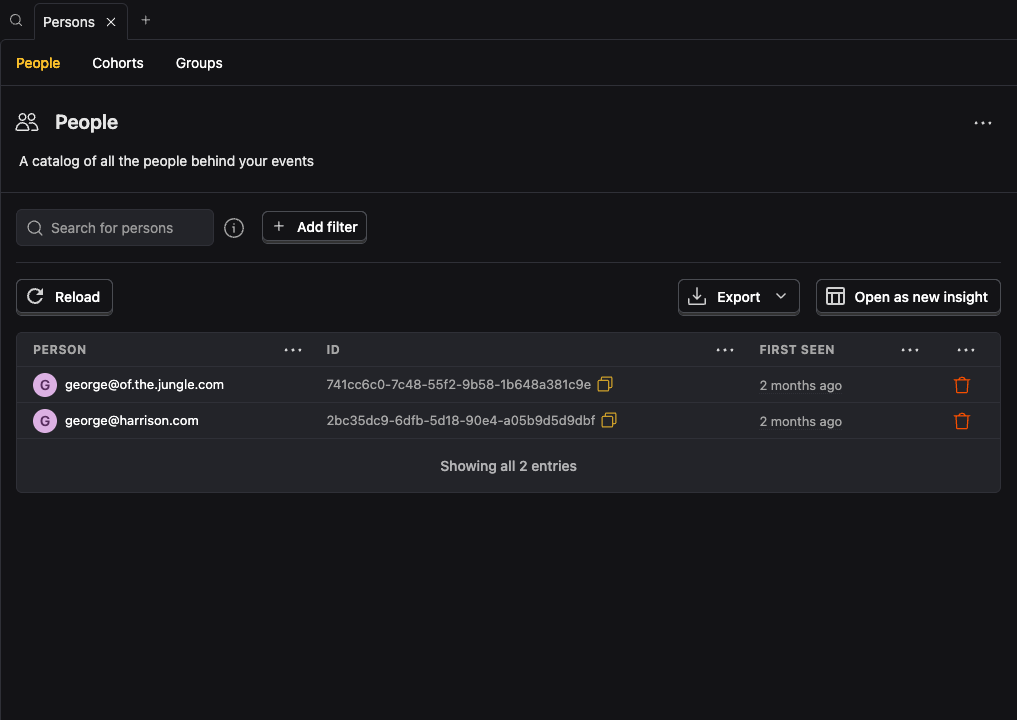 Persons
People Cohorts Groups
People
A catalog of all the people behind your events
Search for persons Add filter
Reload Export Open as new insight
PERSON ID FIRST SEEN
G george@of.the.jungle.com 741cc6c0-7c48-55f2-9b58-1b648a381c9e 2 months ago
G george@harrison.com 2bc35dc9-6dfb-5d18-90e4-a05b9d5d9dbf 2 months ago
Showing all 2 entries